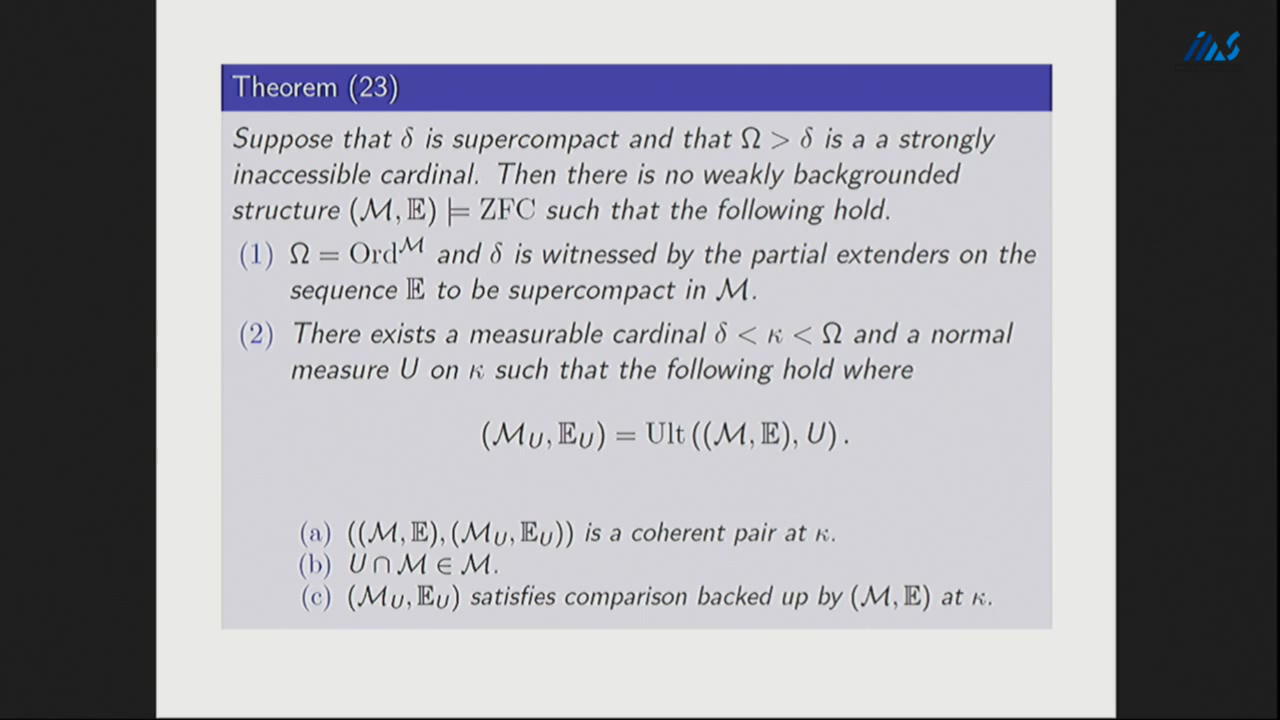 IMS
Theorem (23)
Suppose that δ is supercompact and that Ω > δ is a a strongly
inaccessible cardinal. Then there is no weakly backgrounded
structure (ℳ, 𝔼) ⊨ ZFC such that the following hold.
(1) Ω = Ord^ℳ and δ is witnessed by the partial extenders on the
sequence 𝔼 to be supercompact in ℳ.
(2) There exists a measurable cardinal δ < κ < Ω and a normal
measure U on κ such that the following hold where
(ℳ_U, 𝔼_U) = Ult ((ℳ, 𝔼), U) .
(a) ((ℳ, 𝔼), (ℳ_U, 𝔼_U)) is a coherent pair at κ.
(b) U ∩ ℳ ∈ ℳ.
(c) (ℳ_U, 𝔼_U) satisfies comparison backed up by (ℳ, 𝔼) at κ.